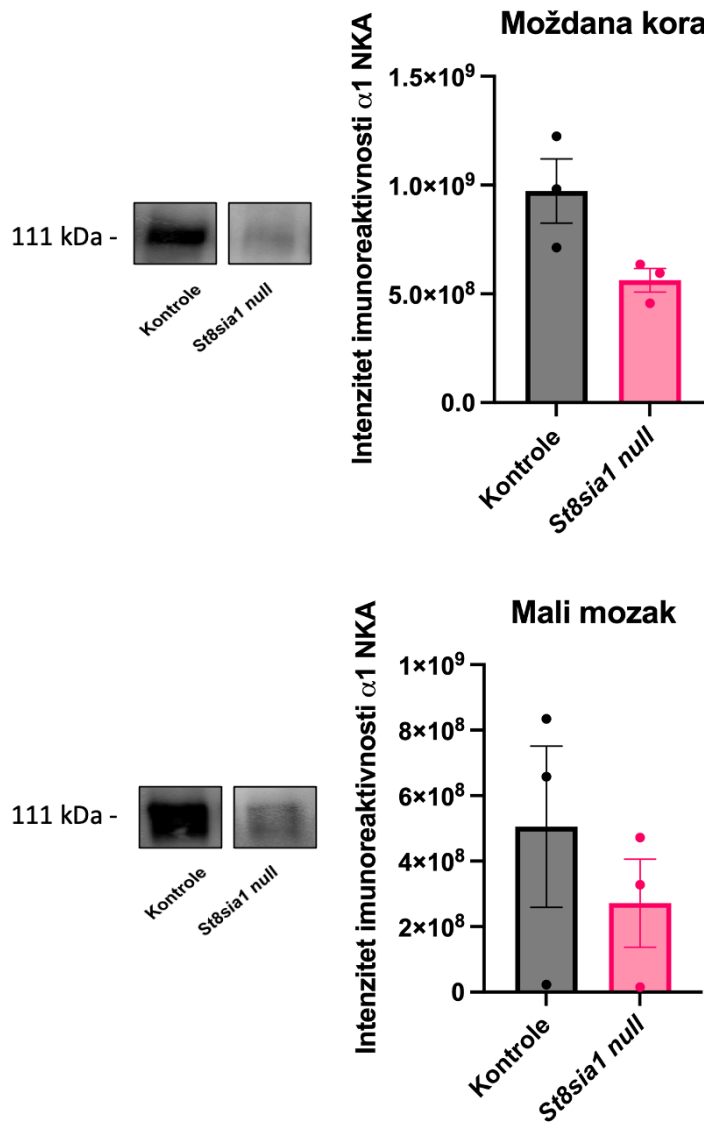 Moždana kora
Intenzitet imunoreaktivnosti α1 NKA
1.5×10⁹
1.0×10⁹
5.0×10⁸
0.0
111 kDa -
Kontrole
St8sia1 null
Kontrole
St8sia1 null
Mali mozak
Intenzitet imunoreaktivnosti α1 NKA
1×10⁹
8×10⁸
6×10⁸
4×10⁸
2×10⁸
0
111 kDa -
Kontrole
St8sia1 null
Kontrole
St8sia1 null